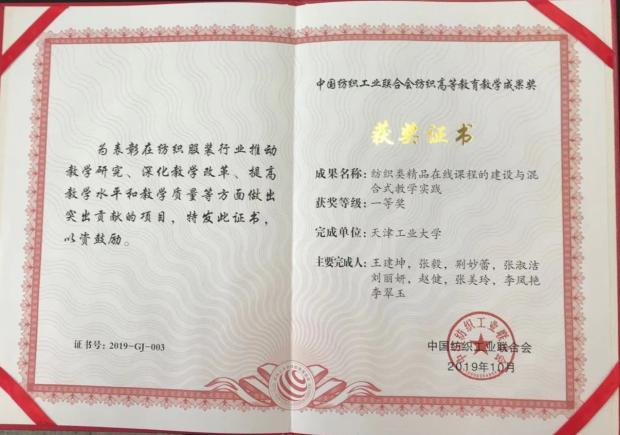 为表彰在纺织服装行业推动
教学研究、深化教学改革、提高
教学水平和教学质量等方面做出
突出贡献的项目，特发此证书，
以资鼓励。
证书号：2019-GJ-003
中国纺织工业联合会纺织高等教育教学成果奖
获奖证书
成果名称：纺织类精品在线课程的建设与混
合式教学实践
获奖等级：一等奖
完成单位：天津工业大学
主要完成人：王建坤，张毅，荆妙蕾，张淑洁
刘丽妍，赵健，张美玲，李凤艳
李翠玉
中国纺织工业联合会
2019年10月
中国纺织工业联合会